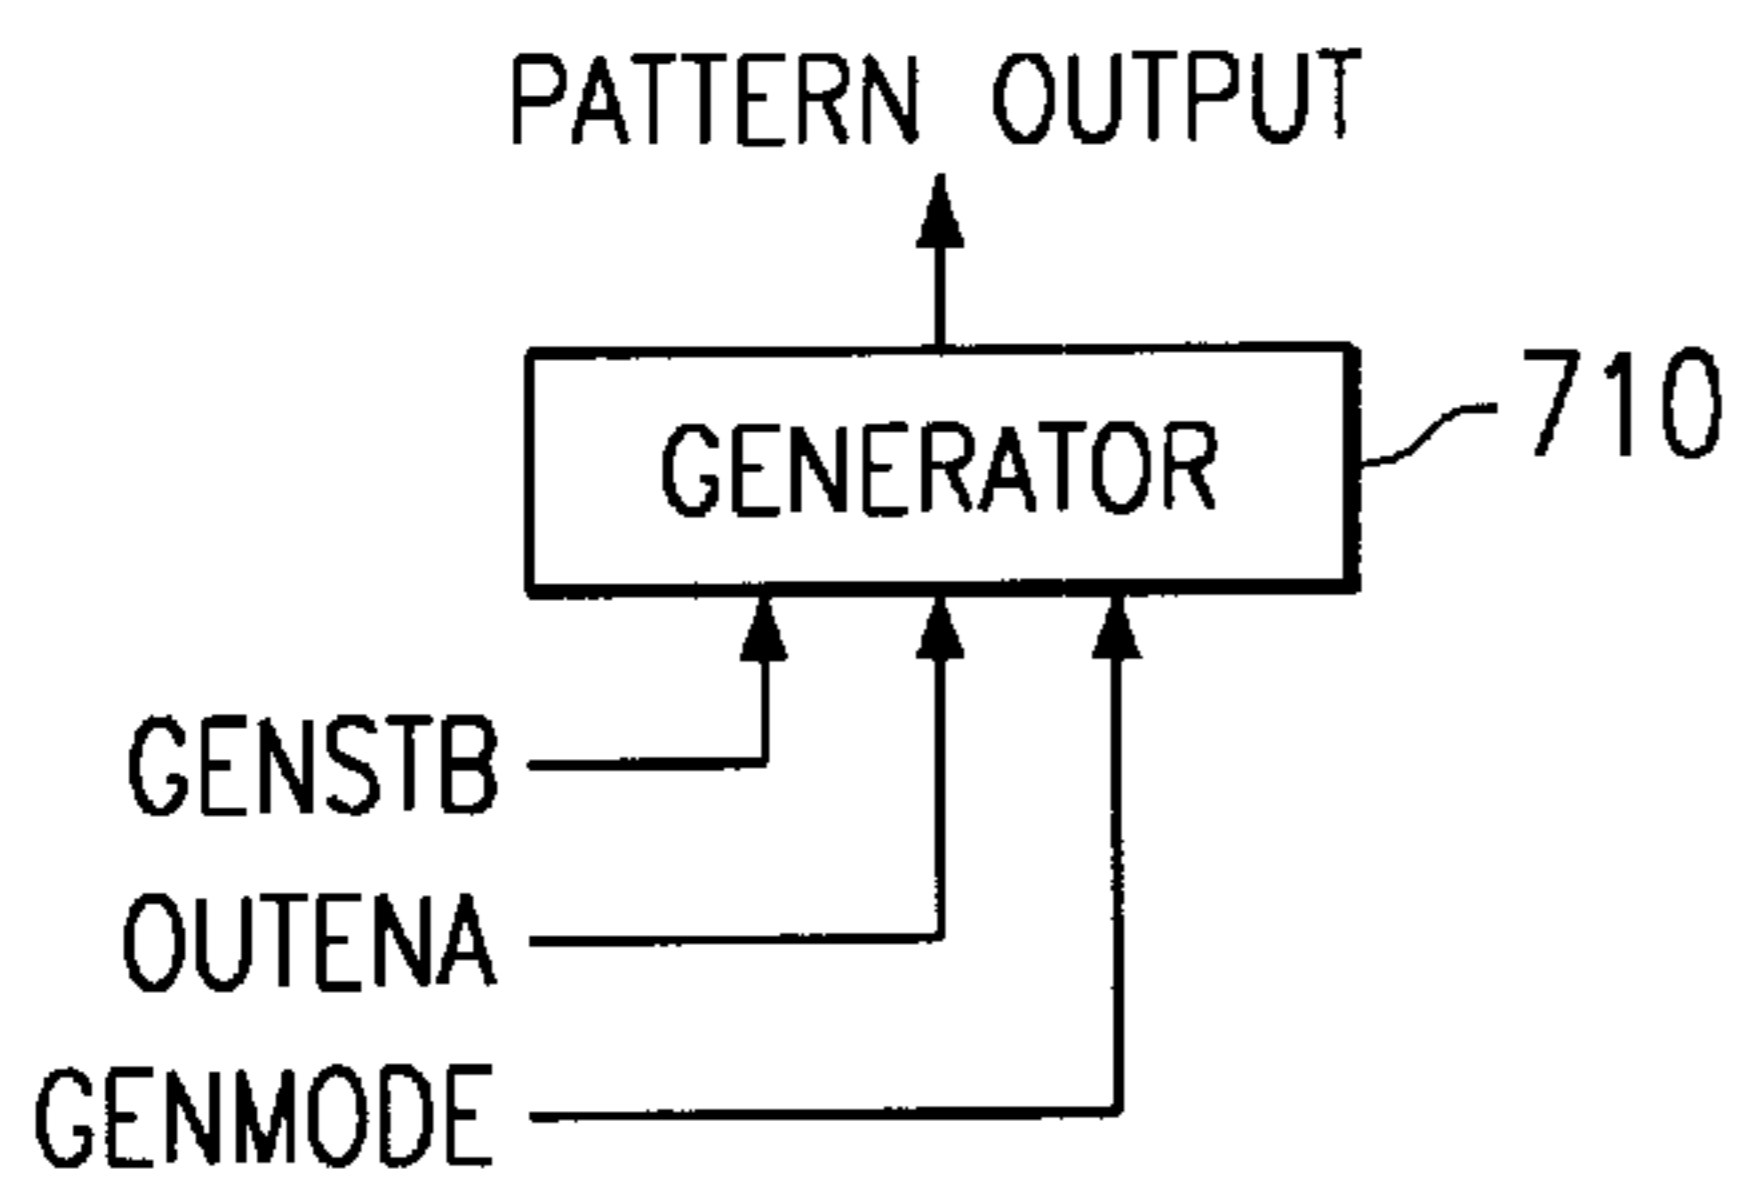 PATTERN OUTPUT
GENERATOR
710
GENSTB
OUTENA
GENMODE